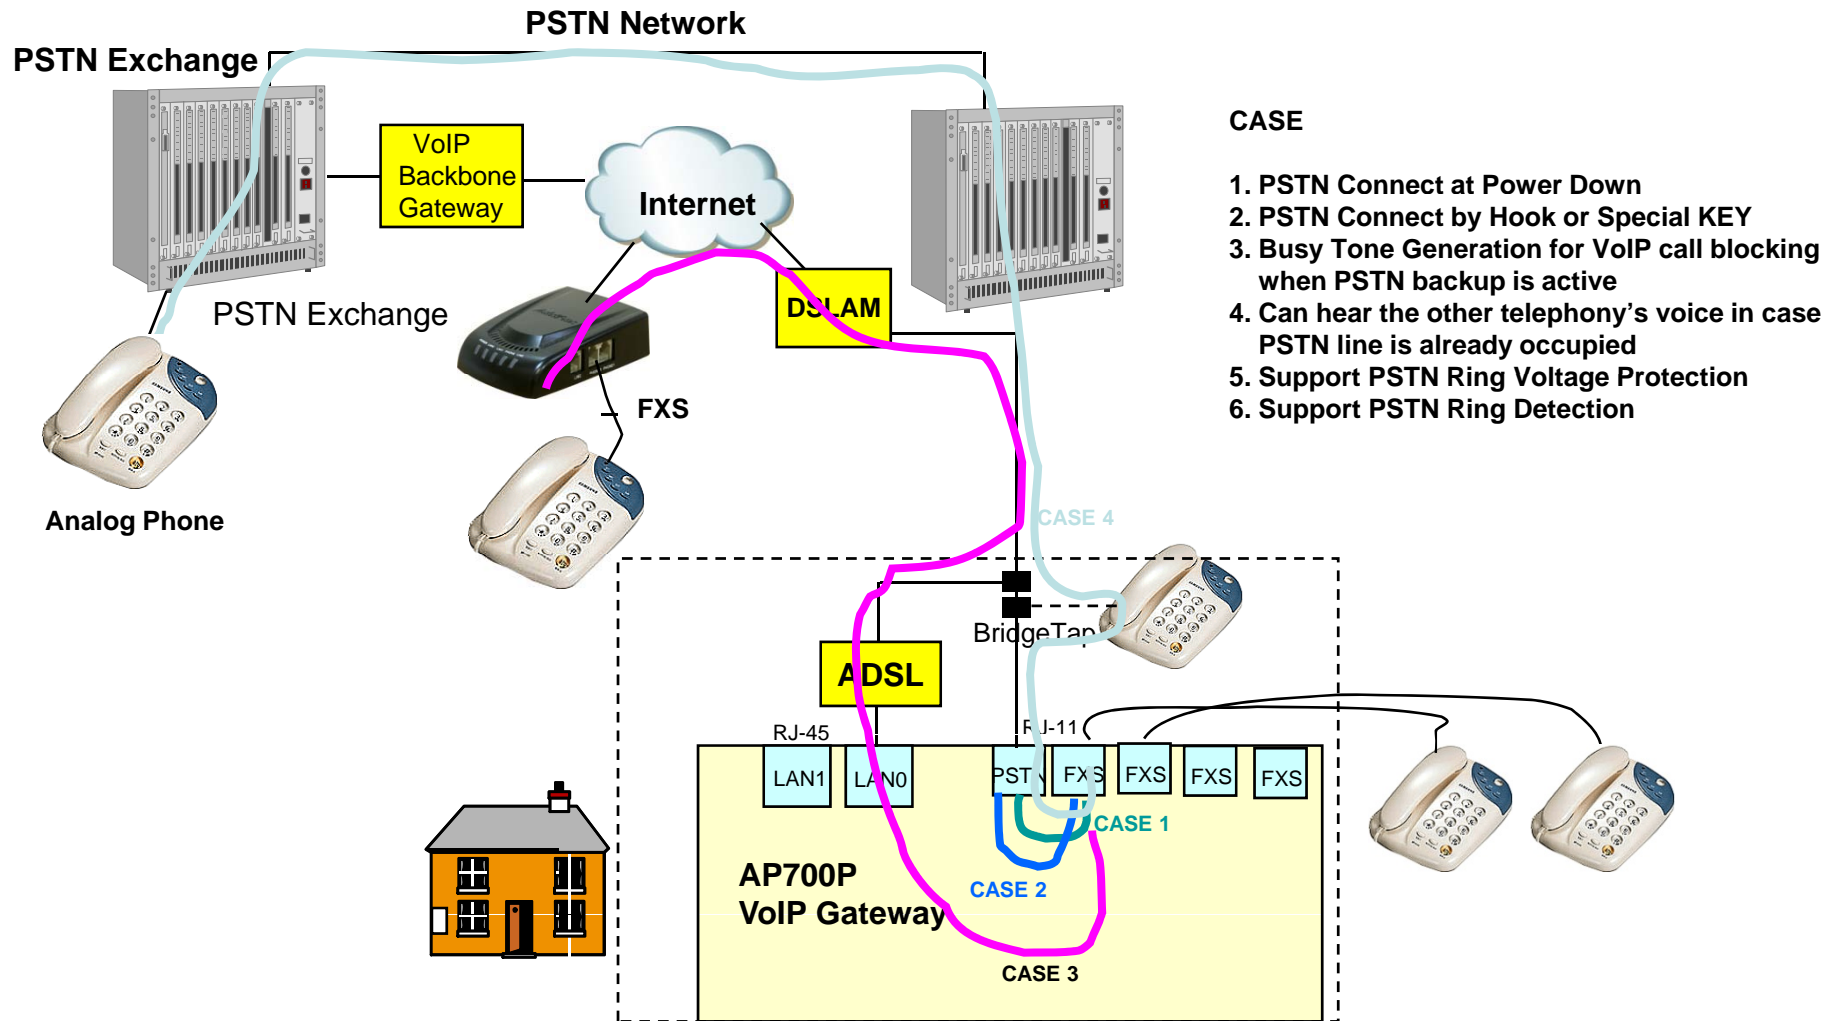 PSTN Network
PSTN Exchange
VoIP
Backbone
Gateway
Internet
DSLAM
PSTN Exchange
FXS
Analog Phone
CASE
1. PSTN Connect at Power Down
2. PSTN Connect by Hook or Special KEY
3. Busy Tone Generation for VoIP call blocking
when PSTN backup is active
4. Can hear the other telephony’s voice in case
PSTN line is already occupied
5. Support PSTN Ring Voltage Protection
6. Support PSTN Ring Detection
CASE 4
BridgeTap
ADSL
RJ-45
RJ-11
LAN1
LAN0
PSTN
FXS
FXS
FXS
FXS
CASE 1
CASE 2
AP700P
VoIP Gateway
CASE 3